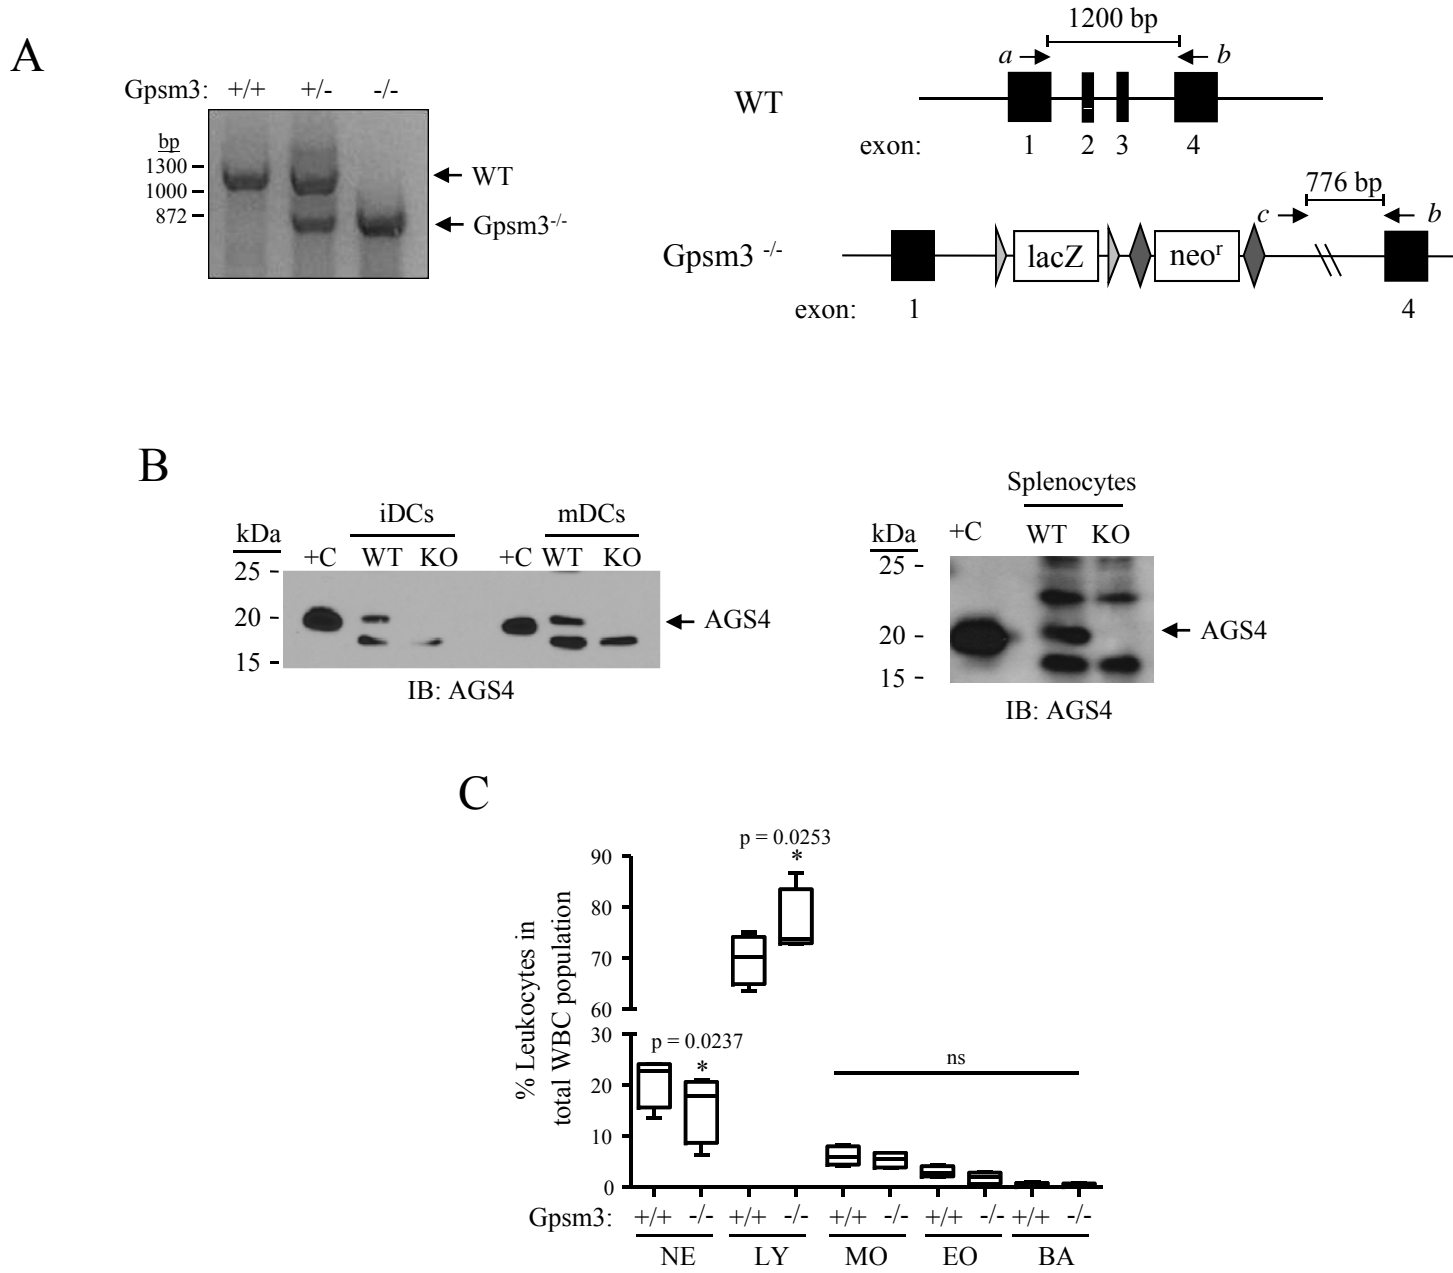 A
Gpsm3: +/+ +/- -/-
bp
1300
1000
872
WT
Gpsm3-/-
1200 bp
a b
WT
exon: 1 2 3 4
776 bp
c b
Gpsm3 -/- lacZ neor
exon: 1 4
B
iDCs mDCs
kDa +C WT KO +C WT KO
25
20
15
AGS4
IB: AGS4
Splenocytes
kDa +C WT KO
25
20
15
AGS4
IB: AGS4
C
% Leukocytes in
total WBC population
90
80
70
60
30
20
10
0
p = 0.0253
*
p = 0.0237
*
ns
Gpsm3: +/+ -/- +/+ -/- +/+ -/- +/+ -/- +/+ -/-
NE LY MO EO BA